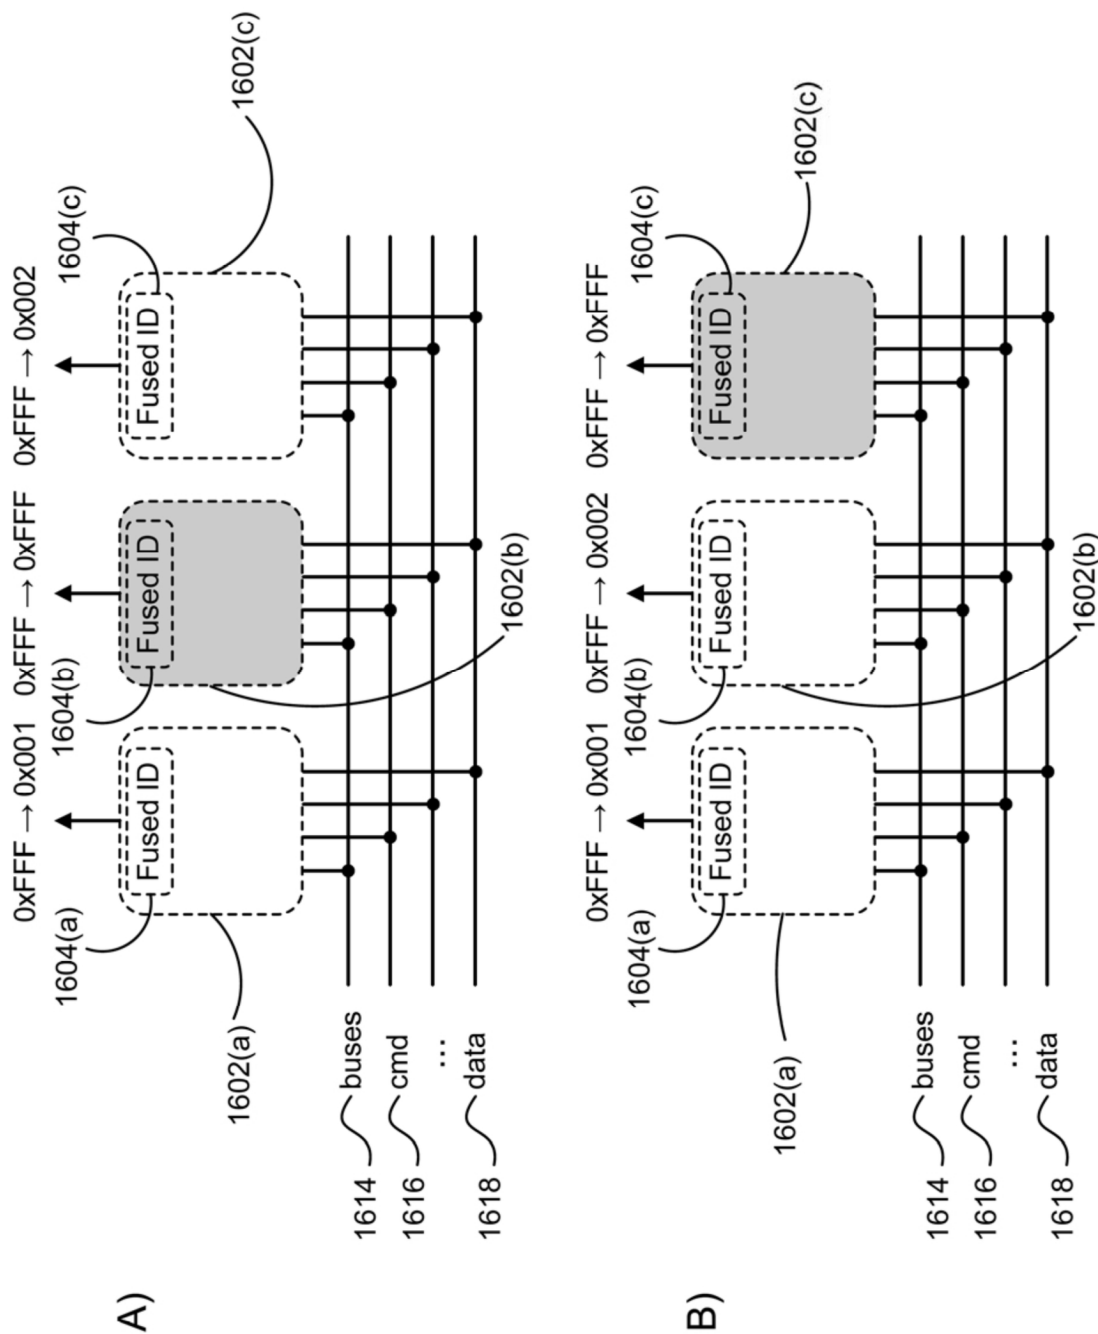 A)
0xFFF → 0x001
0xFFF → 0xFFF
0xFFF → 0x002
1604(a)
1604(b)
1604(c)
Fused ID
Fused ID
Fused ID
1602(a)
1602(b)
1602(c)
1614
buses
1616
cmd
...
1618
data
B)
0xFFF → 0x001
0xFFF → 0x002
0xFFF → 0xFFF
1604(a)
1604(b)
1604(c)
Fused ID
Fused ID
Fused ID
1602(a)
1602(b)
1602(c)
1614
buses
1616
cmd
...
1618
data